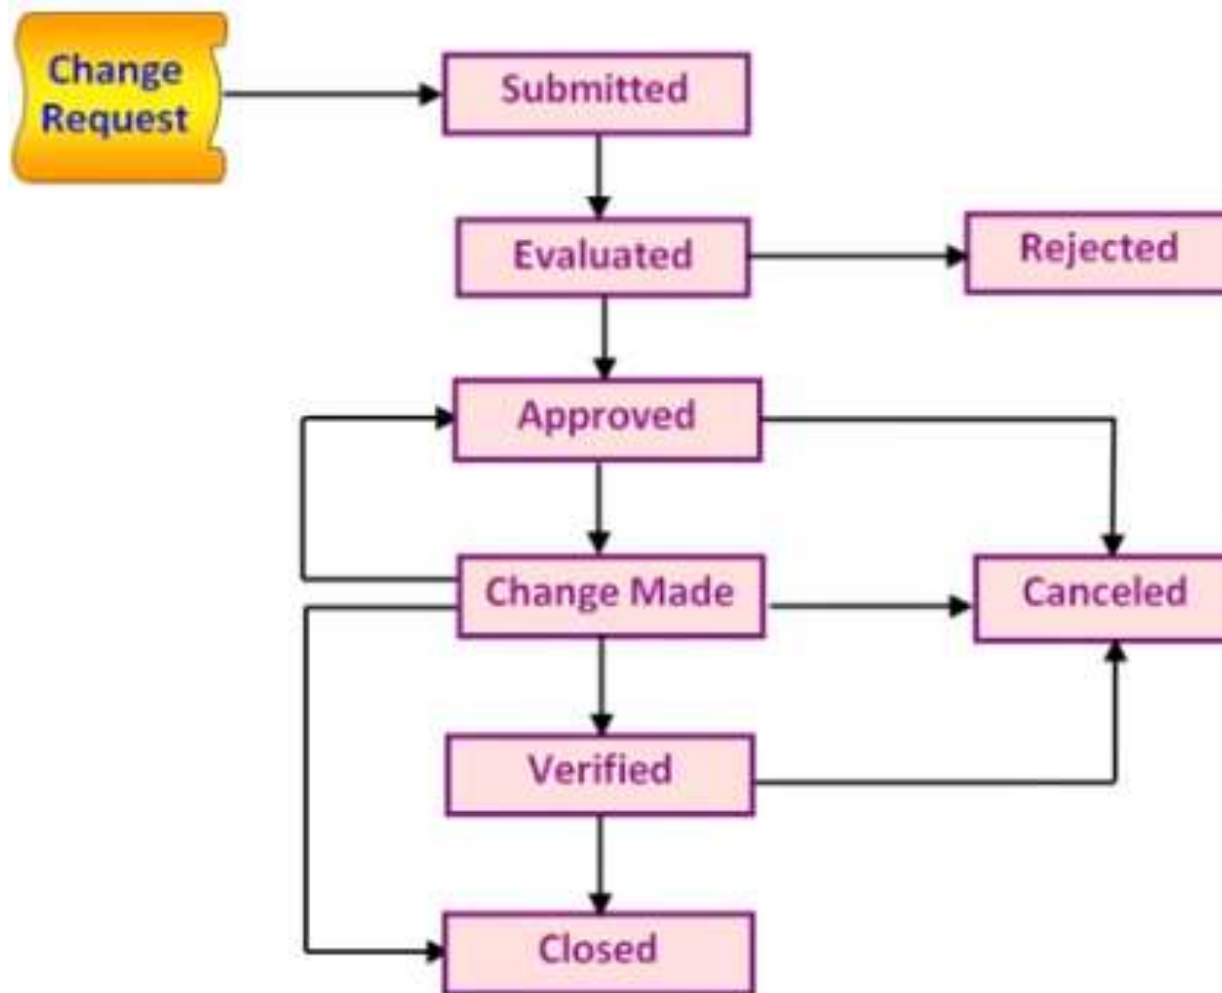 Change
Request
Submitted
Evaluated
Rejected
Approved
Change Made
Canceled
Verified
Closed